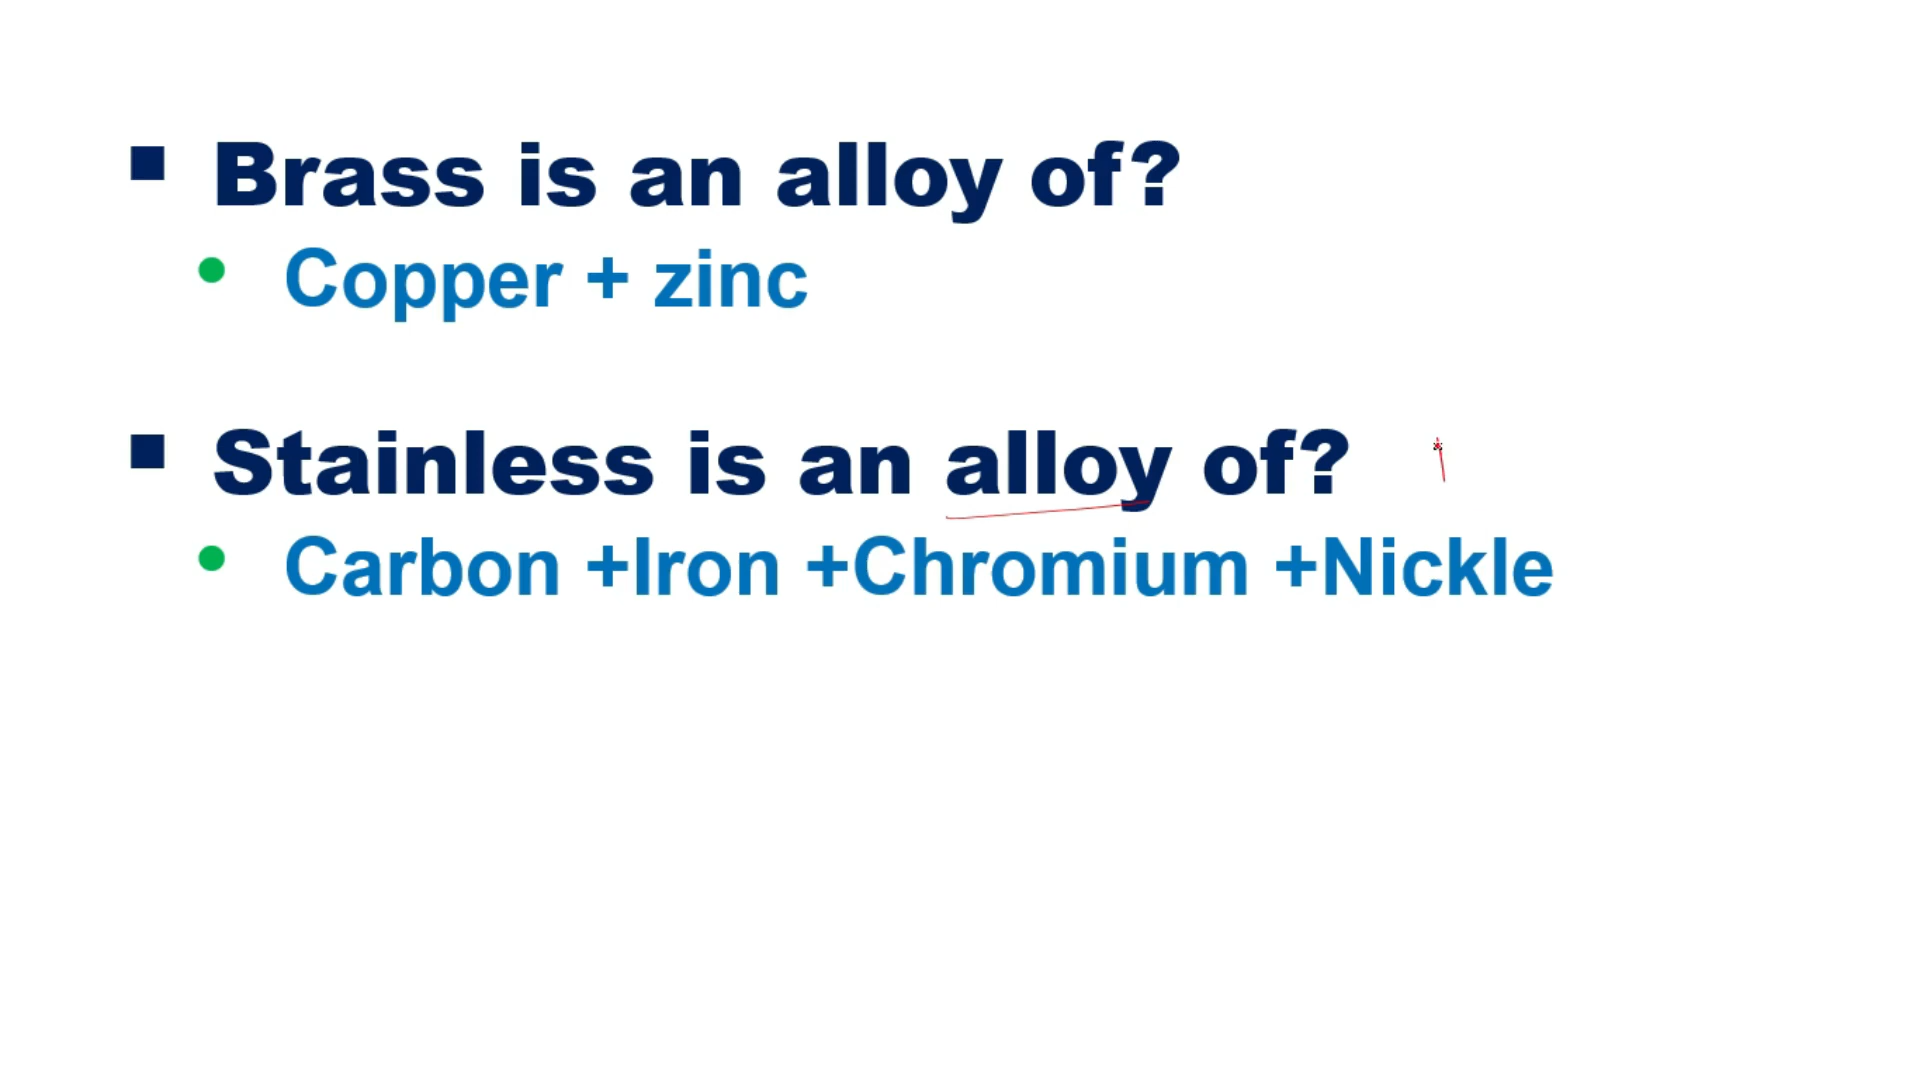 Brass is an alloy of?
Copper + zinc
Stainless is an alloy of?
Carbon +Iron +Chromium +Nickle